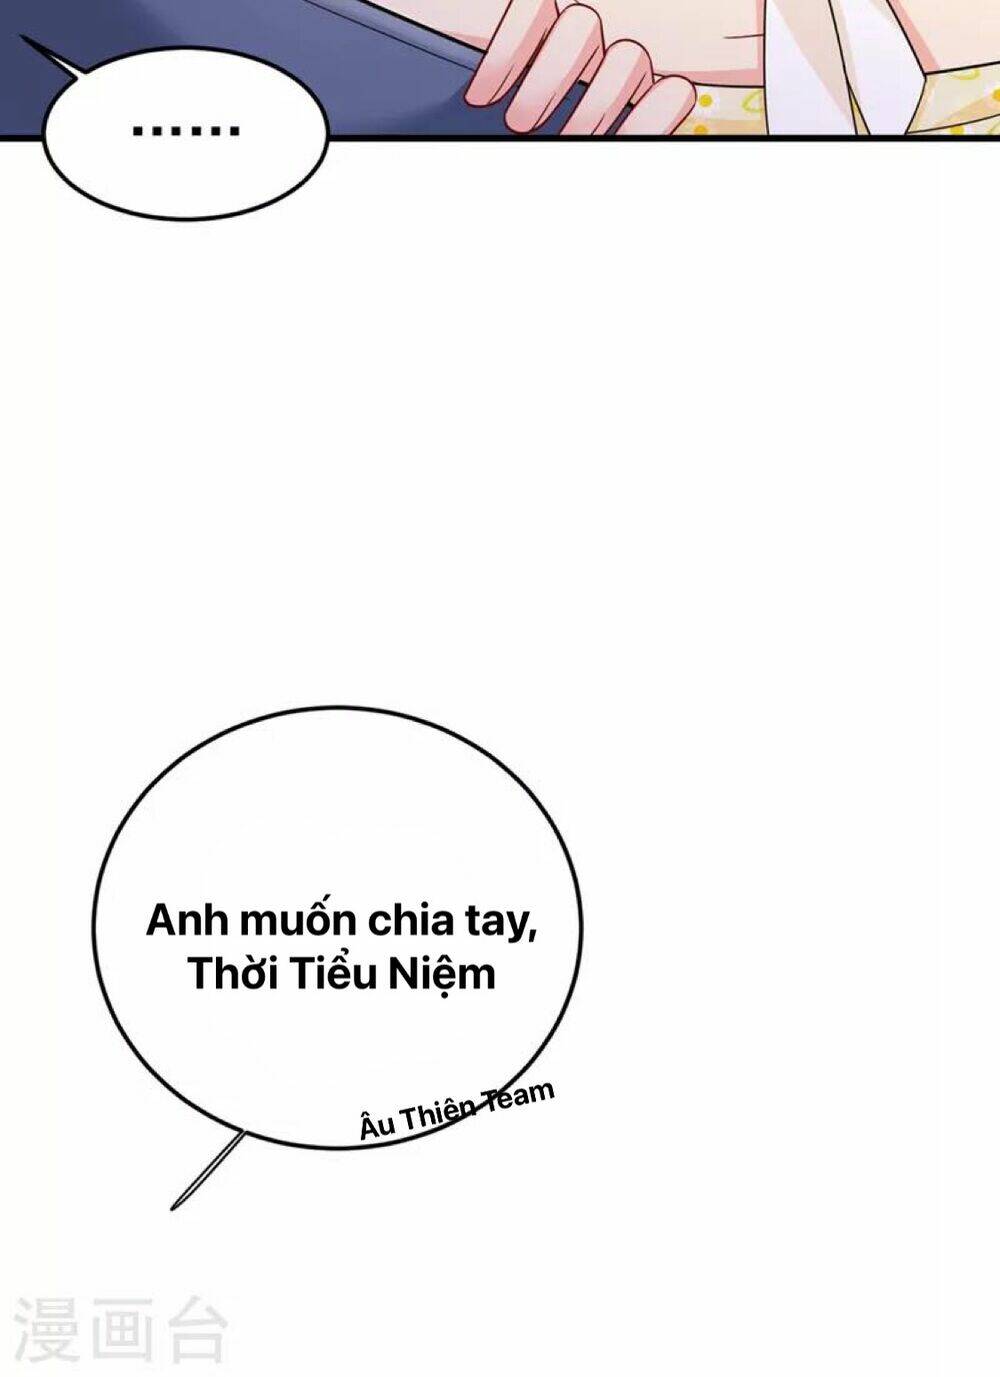 ......
Anh muốn chia tay,
Thời Tiểu Niệm
Âu Thiên Team
漫画台